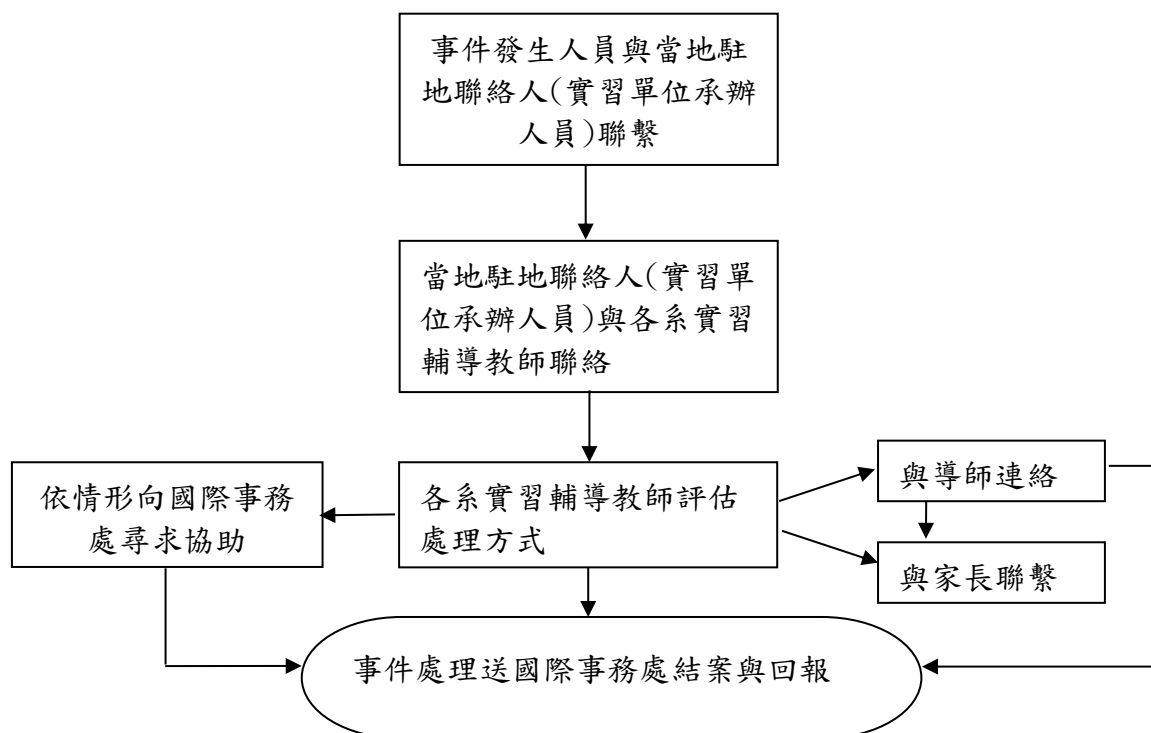 事件發生人員與當地駐
地聯絡人(實習單位承辦
人員)聯繫
當地駐地聯絡人(實習單
位承辦人員)與各系實習
輔導教師聯絡
依情形向國際事務
處尋求協助
各系實習輔導教師評估
處理方式
與導師連絡
與家長聯繫
事件處理送國際事務處結案與回報